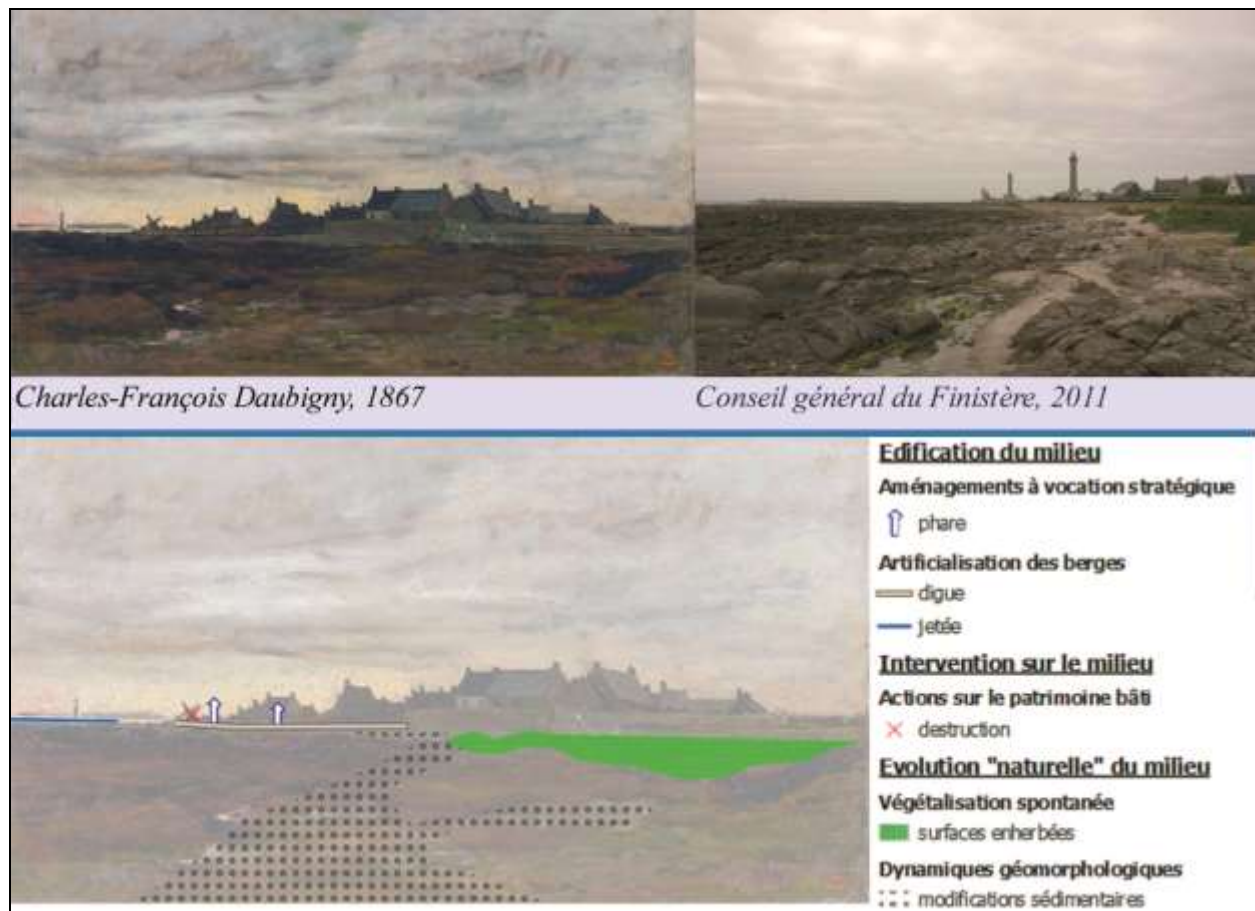 Charles-François Daubigny, 1867
Conseil général du Finistère, 2011
Edification du milieu
Aménagements à vocation stratégique
phare
Artificialisation des berges
digue
jetée
Intervention sur le milieu
Actions sur le patrimoine bâti
destruction
Evolution "naturelle" du milieu
Végétalisation spontanée
surfaces enherbées
Dynamiques géomorphologiques
modifications sédimentaires